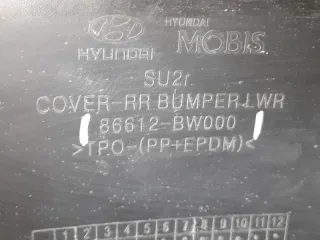 HYUNDAI
HYUNDAI
MOBIS
SU2r
COVER-RR BUMPER LWR
86612-BW000
>TPO-(PP+EPDM)<
1 2 3 4 5 6 7 8 9 10 11 12